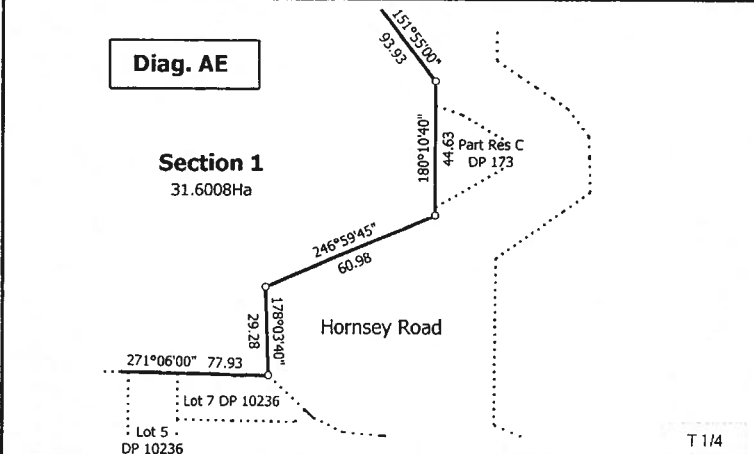 151°55'00"
93.93
Diag. AE
180°10'40"
44.63
Part Res C
DP 173
Section 1
31.6008Ha
246°59'45"
60.98
178°03'40"
29.28
Hornsey Road
271°06'00" 77.93
Lot 7 DP 10236
Lot 5
DP 10236
T 1/4